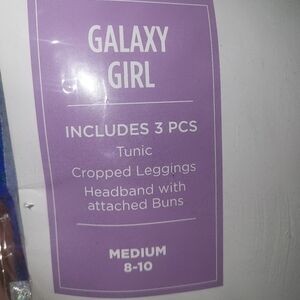 GALAXY
GIRL
INCLUDES 3 PCS
Tunic
Cropped Leggings
Headband with
attached Buns
MEDIUM
8-10